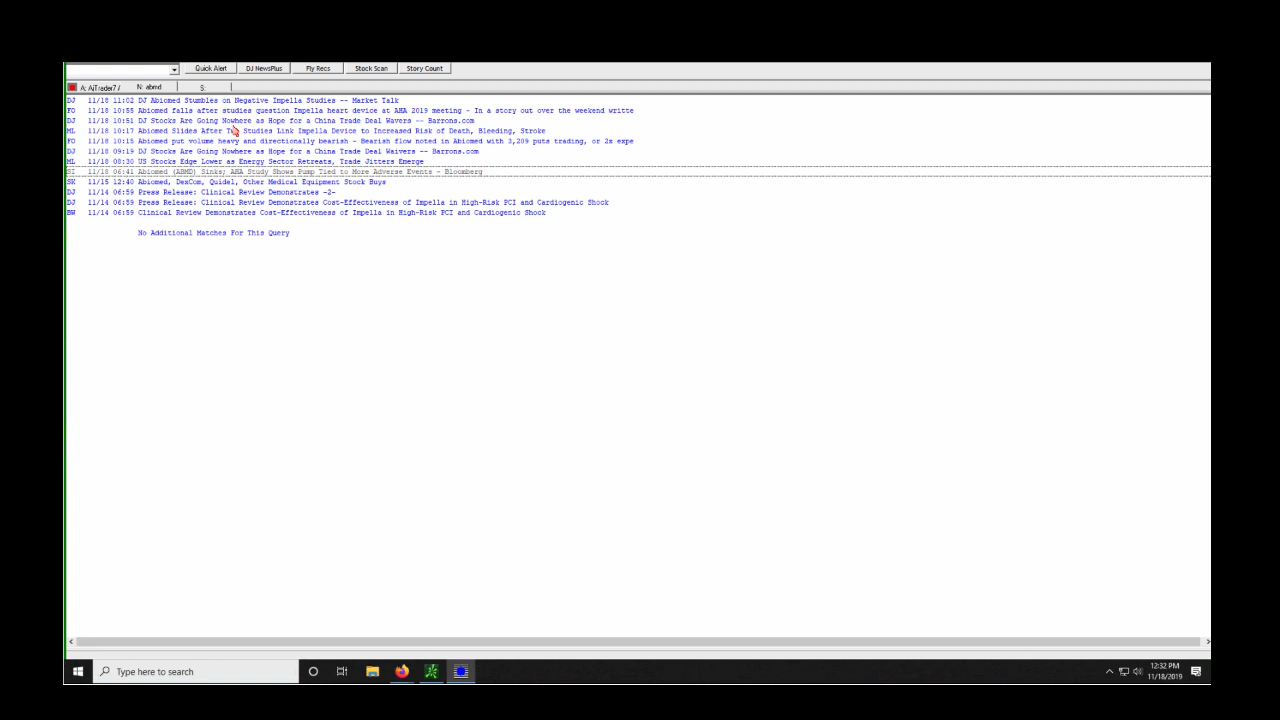 Quick Alert DJ NewsPlus Fly Recs Stock Scan Story Count
A: AiTrader7 / N: abmd S:
DJ 11/18 11:02 DJ Abiomed Stumbles on Negative Impella Studies -- Market Talk
FO 11/18 10:55 Abiomed falls after studies question Impella heart device at AHA 2019 meeting - In a story out over the weekend writte
DJ 11/18 10:51 DJ Stocks Are Going Nowhere as Hope for a China Trade Deal Wavers -- Barrons.com
ML 11/18 10:17 Abiomed Slides After Two Studies Link Impella Device to Increased Risk of Death, Bleeding, Stroke
FO 11/18 10:15 Abiomed put volume heavy and directionally bearish - Bearish flow noted in Abiomed with 3,209 puts trading, or 2x expe
DJ 11/18 09:19 DJ Stocks Are Going Nowhere as Hope for a China Trade Deal Waivers -- Barrons.com
ML 11/18 08:30 US Stocks Edge Lower as Energy Sector Retreats, Trade Jitters Emerge
SI 11/18 06:41 Abiomed (ABMD) Sinks; AHA Study Shows Pump Tied to More Adverse Events - Bloomberg
SK 11/15 12:40 Abiomed, DexCom, Quidel, Other Medical Equipment Stock Buys
DJ 11/14 06:59 Press Release: Clinical Review Demonstrates -2-
DJ 11/14 06:59 Press Release: Clinical Review Demonstrates Cost-Effectiveness of Impella in High-Risk PCI and Cardiogenic Shock
BW 11/14 06:59 Clinical Review Demonstrates Cost-Effectiveness of Impella in High-Risk PCI and Cardiogenic Shock
No Additional Matches For This Query
Type here to search
12:32 PM
11/18/2019